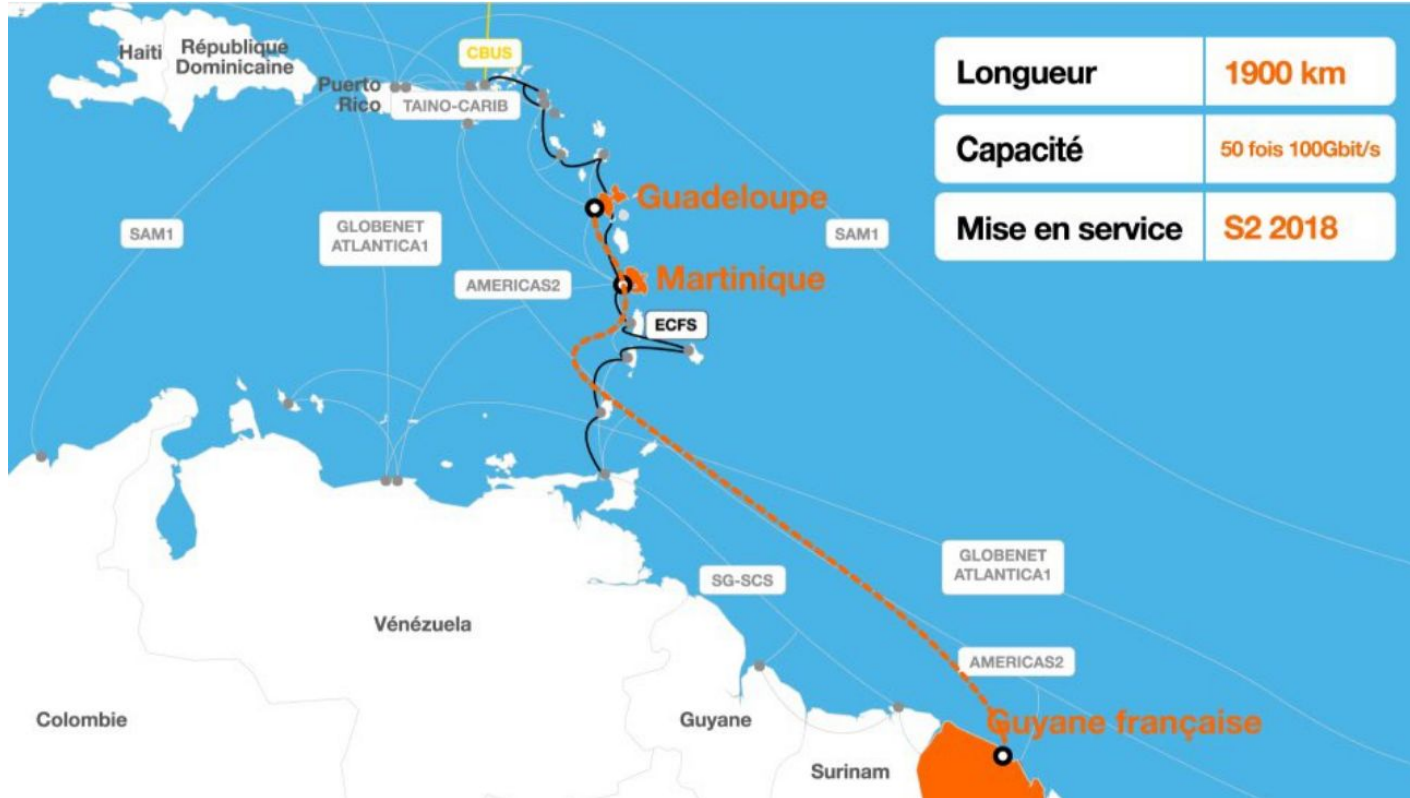 Haiti
République
Dominicaine
CBUS
Puerto
Rico
TAINO-CARIB
Longueur
1900 km
Capacité
50 fois 100Gbit/s
Mise en service
S2 2018
Guadeloupe
SAM1
GLOBENET
ATLANTICA1
SAM1
AMERICAS2
Martinique
ECFS
GLOBENET
ATLANTICA1
SG-SCS
Vénézuela
AMERICAS2
Colombie
Guyane
Guyane française
Surinam